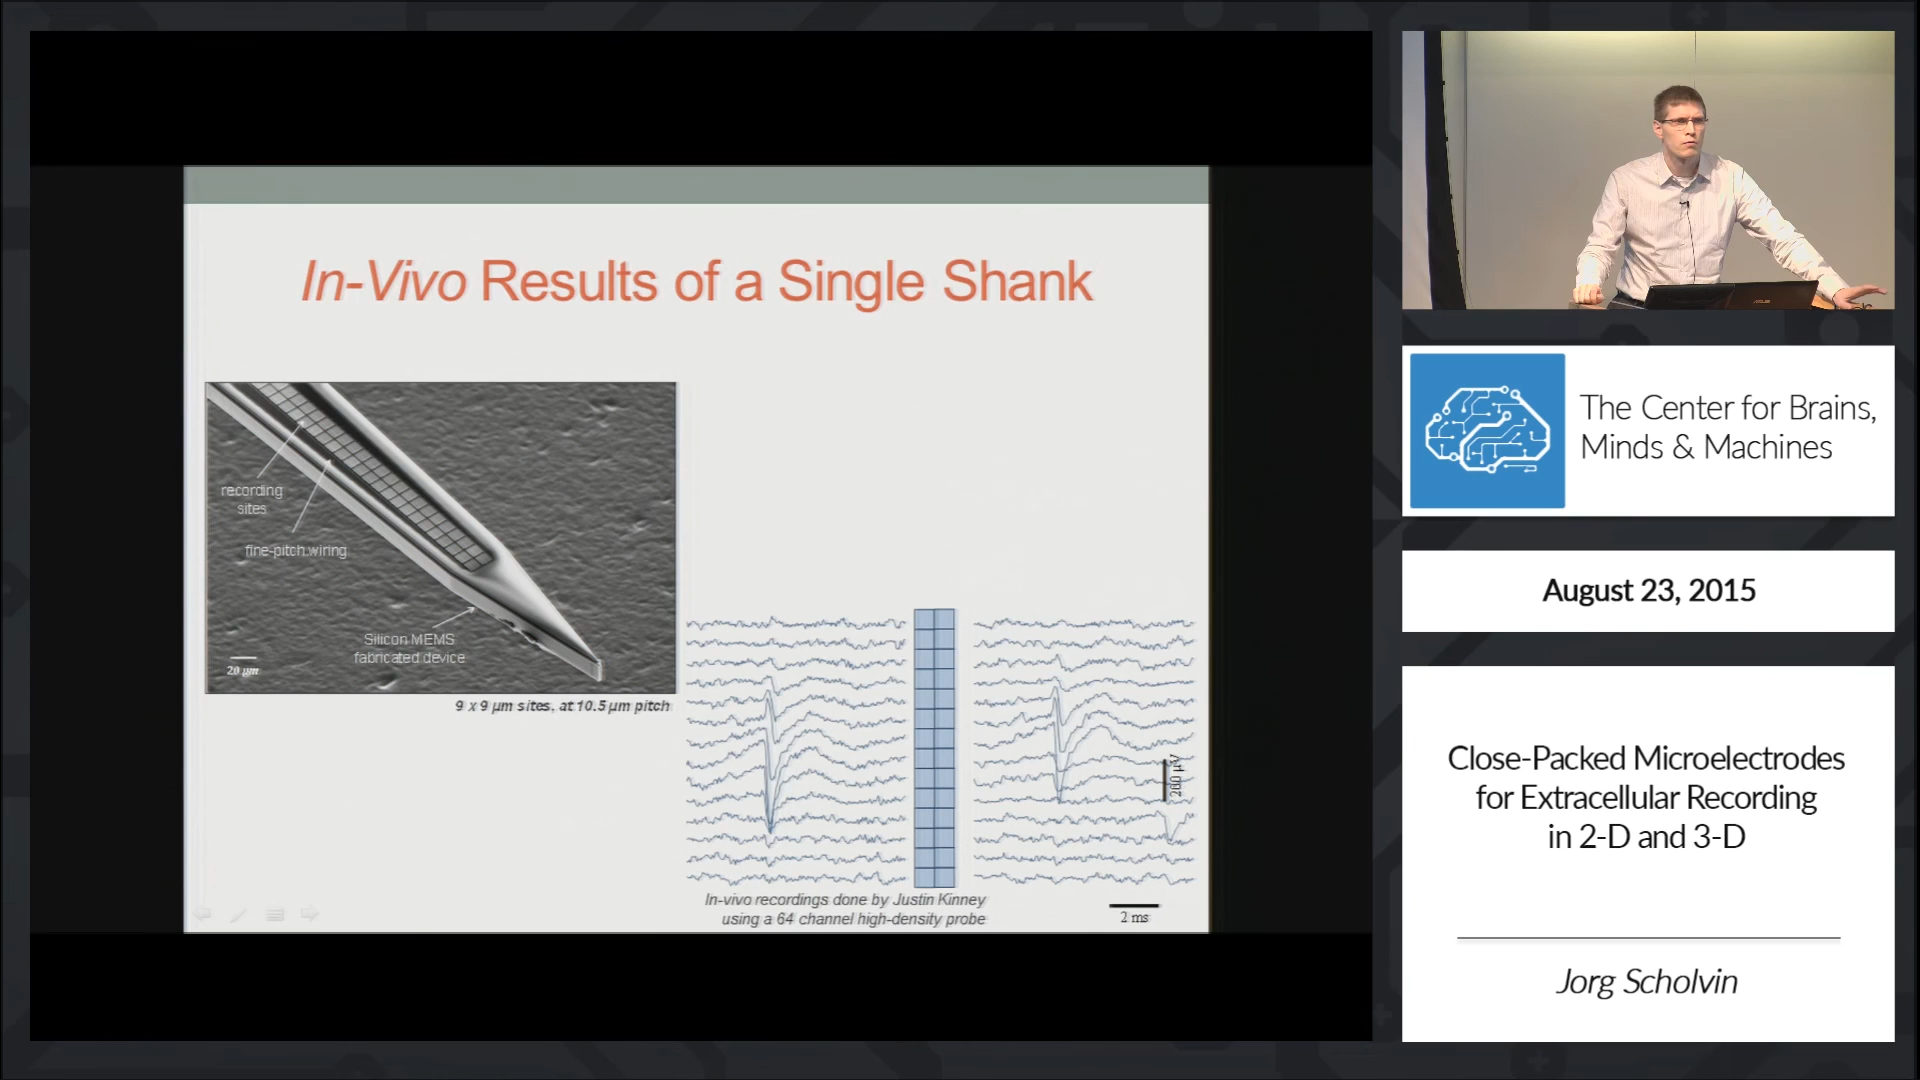 In-Vivo Results of a Single Shank
recording
sites
fine-pitch wiring
Silicon MEMS
fabricated device
20 µm
9 x 9 µm sites, at 10.5 µm pitch
200 µV
In-vivo recordings done by Justin Kinney
using a 64 channel high-density probe
2 ms
The Center for Brains,
Minds & Machines
August 23, 2015
Close-Packed Microelectrodes
for Extracellular Recording
in 2-D and 3-D
Jorg Scholvin